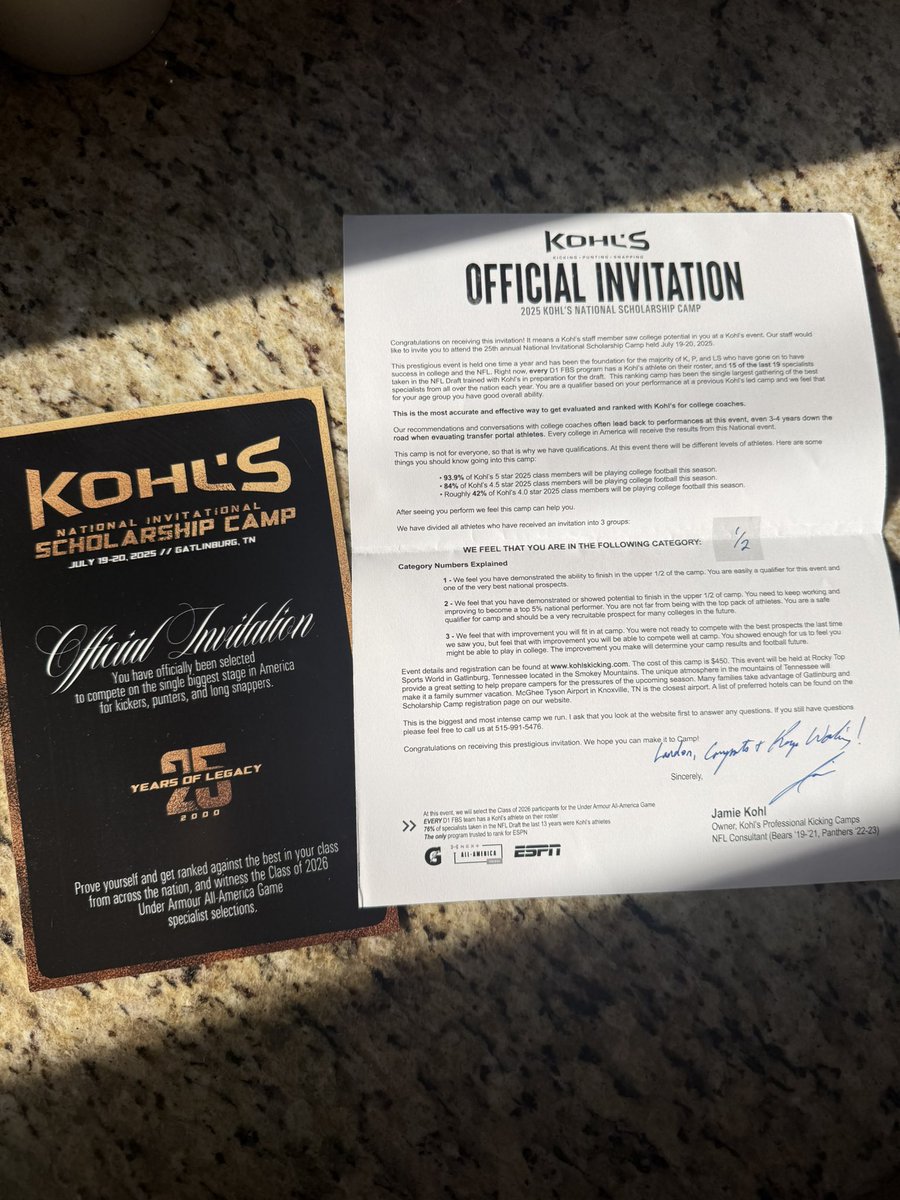 KOHL'S
NATIONAL INVITATIONAL
SCHOLARSHIP CAMP
JULY 19-20, 2025 // GATLINBURG, TN
Official Invitation
You have officially been selected
to compete on the single biggest stage in America
for kickers, punters, and long snappers.
25
YEARS OF LEGACY
2000
Prove yourself and get ranked against the best in your class
from across the nation, and witness the Class of 2026
Under Armour All-America Game
specialist selections.
KOHL'S
KICKING - PUNTING - SNAPPING
OFFICIAL INVITATION
2025 KOHL'S NATIONAL SCHOLARSHIP CAMP
Congratulations on receiving this invitation! It means a Kohl's staff member saw college potential in you at a Kohl's event. Our staff would
like to invite you to attend the 25th annual National Invitational Scholarship Camp held July 19-20, 2025.
This prestigious event is held one time a year and has been the foundation for the majority of K, P, and LS who have gone on to have
success in college and the NFL. Right now, every D1 FBS program has a Kohl's athlete on their roster, and 15 of the last 19 specialists
taken in the NFL Draft trained with Kohl's in preparation for the draft. This ranking camp has been the single largest gathering of the best
specialists from all over the nation each year. You are a qualifier based on your performance at a previous Kohl's led camp and we feel that
for your age group you have good overall ability.
This is the most accurate and effective way to get evaluated and ranked with Kohl's for college coaches.
Our recommendations and conversations with college coaches often lead back to performances at this event, even 3-4 years down the
road when evauating transfer portal athletes. Every college in America will receive the results from this National event.
This camp is not for everyone, so that is why we have qualifications. At this event there will be different levels of athletes. Here are some
things you should know going into this camp:
• 93.9% of Kohl's 5 star 2025 class members will be playing college football this season.
• 84% of Kohl's 4.5 star 2025 class members will be playing college football this season.
• Roughly 42% of Kohl's 4.0 star 2025 class members will be playing college football this season.
After seeing you perform we feel this camp can help you.
We have divided all athletes who have received an invitation into 3 groups:
WE FEEL THAT YOU ARE IN THE FOLLOWING CATEGORY: 1/2
Category Numbers Explained
1 - We feel you have demonstrated the ability to finish in the upper 1/2 of the camp. You are easily a qualifier for this event and
one of the very best national prospects.
2 - We feel that you have demonstrated or showed potential to finish in the upper 1/2 of camp. You need to keep working and
improving to become a top 5% national performer. You are not far from being with the top pack of athletes. You are a safe
qualifier for camp and should be a very recruitable prospect for many colleges in the future.
3 - We feel that with improvement you will fit in at camp. You were not ready to compete with the best prospects the last time
we saw you, but feel that with improvement you will be able to compete well at camp. You showed enough for us to feel you
might be able to play in college. The improvement you make will determine your camp results and football future.
Event details and registration can be found at www.kohlskicking.com. The cost of this camp is $450. This event will be held at Rocky Top
Sports World in Gatlinburg, Tennessee located in the Smokey Mountains. The unique atmosphere in the mountains of Tennessee will
provide a great setting to help prepare campers for the pressures of the upcoming season. Many families take advantage of Gatlinburg and
make it a family summer vacation. McGhee Tyson Airport in Knoxville, TN is the closest airport. A list of preferred hotels can be found on the
Scholarship Camp registration page on our website.
This is the biggest and most intense camp we run. I ask that you look at the website first to answer any questions. If you still have questions
please feel free to call us at 515-991-5476.
Congratulations on receiving this prestigious invitation. We hope you can make it to Camp!
Landon, Congrats + Keep Working!
Sincerely,
Jamie Kohl
Owner, Kohl's Professional Kicking Camps
NFL Consultant (Bears '19-'21, Panthers '22-23)
At this event, we will select the Class of 2026 participants for the Under Armour All-America Game
EVERY D1 FBS team has a Kohl's athlete on their roster
76% of specialists taken in the NFL Draft the last 13 years were Kohl's athletes
The only program trusted to rank for ESPN
G
ALL-AMERICA
ESPN